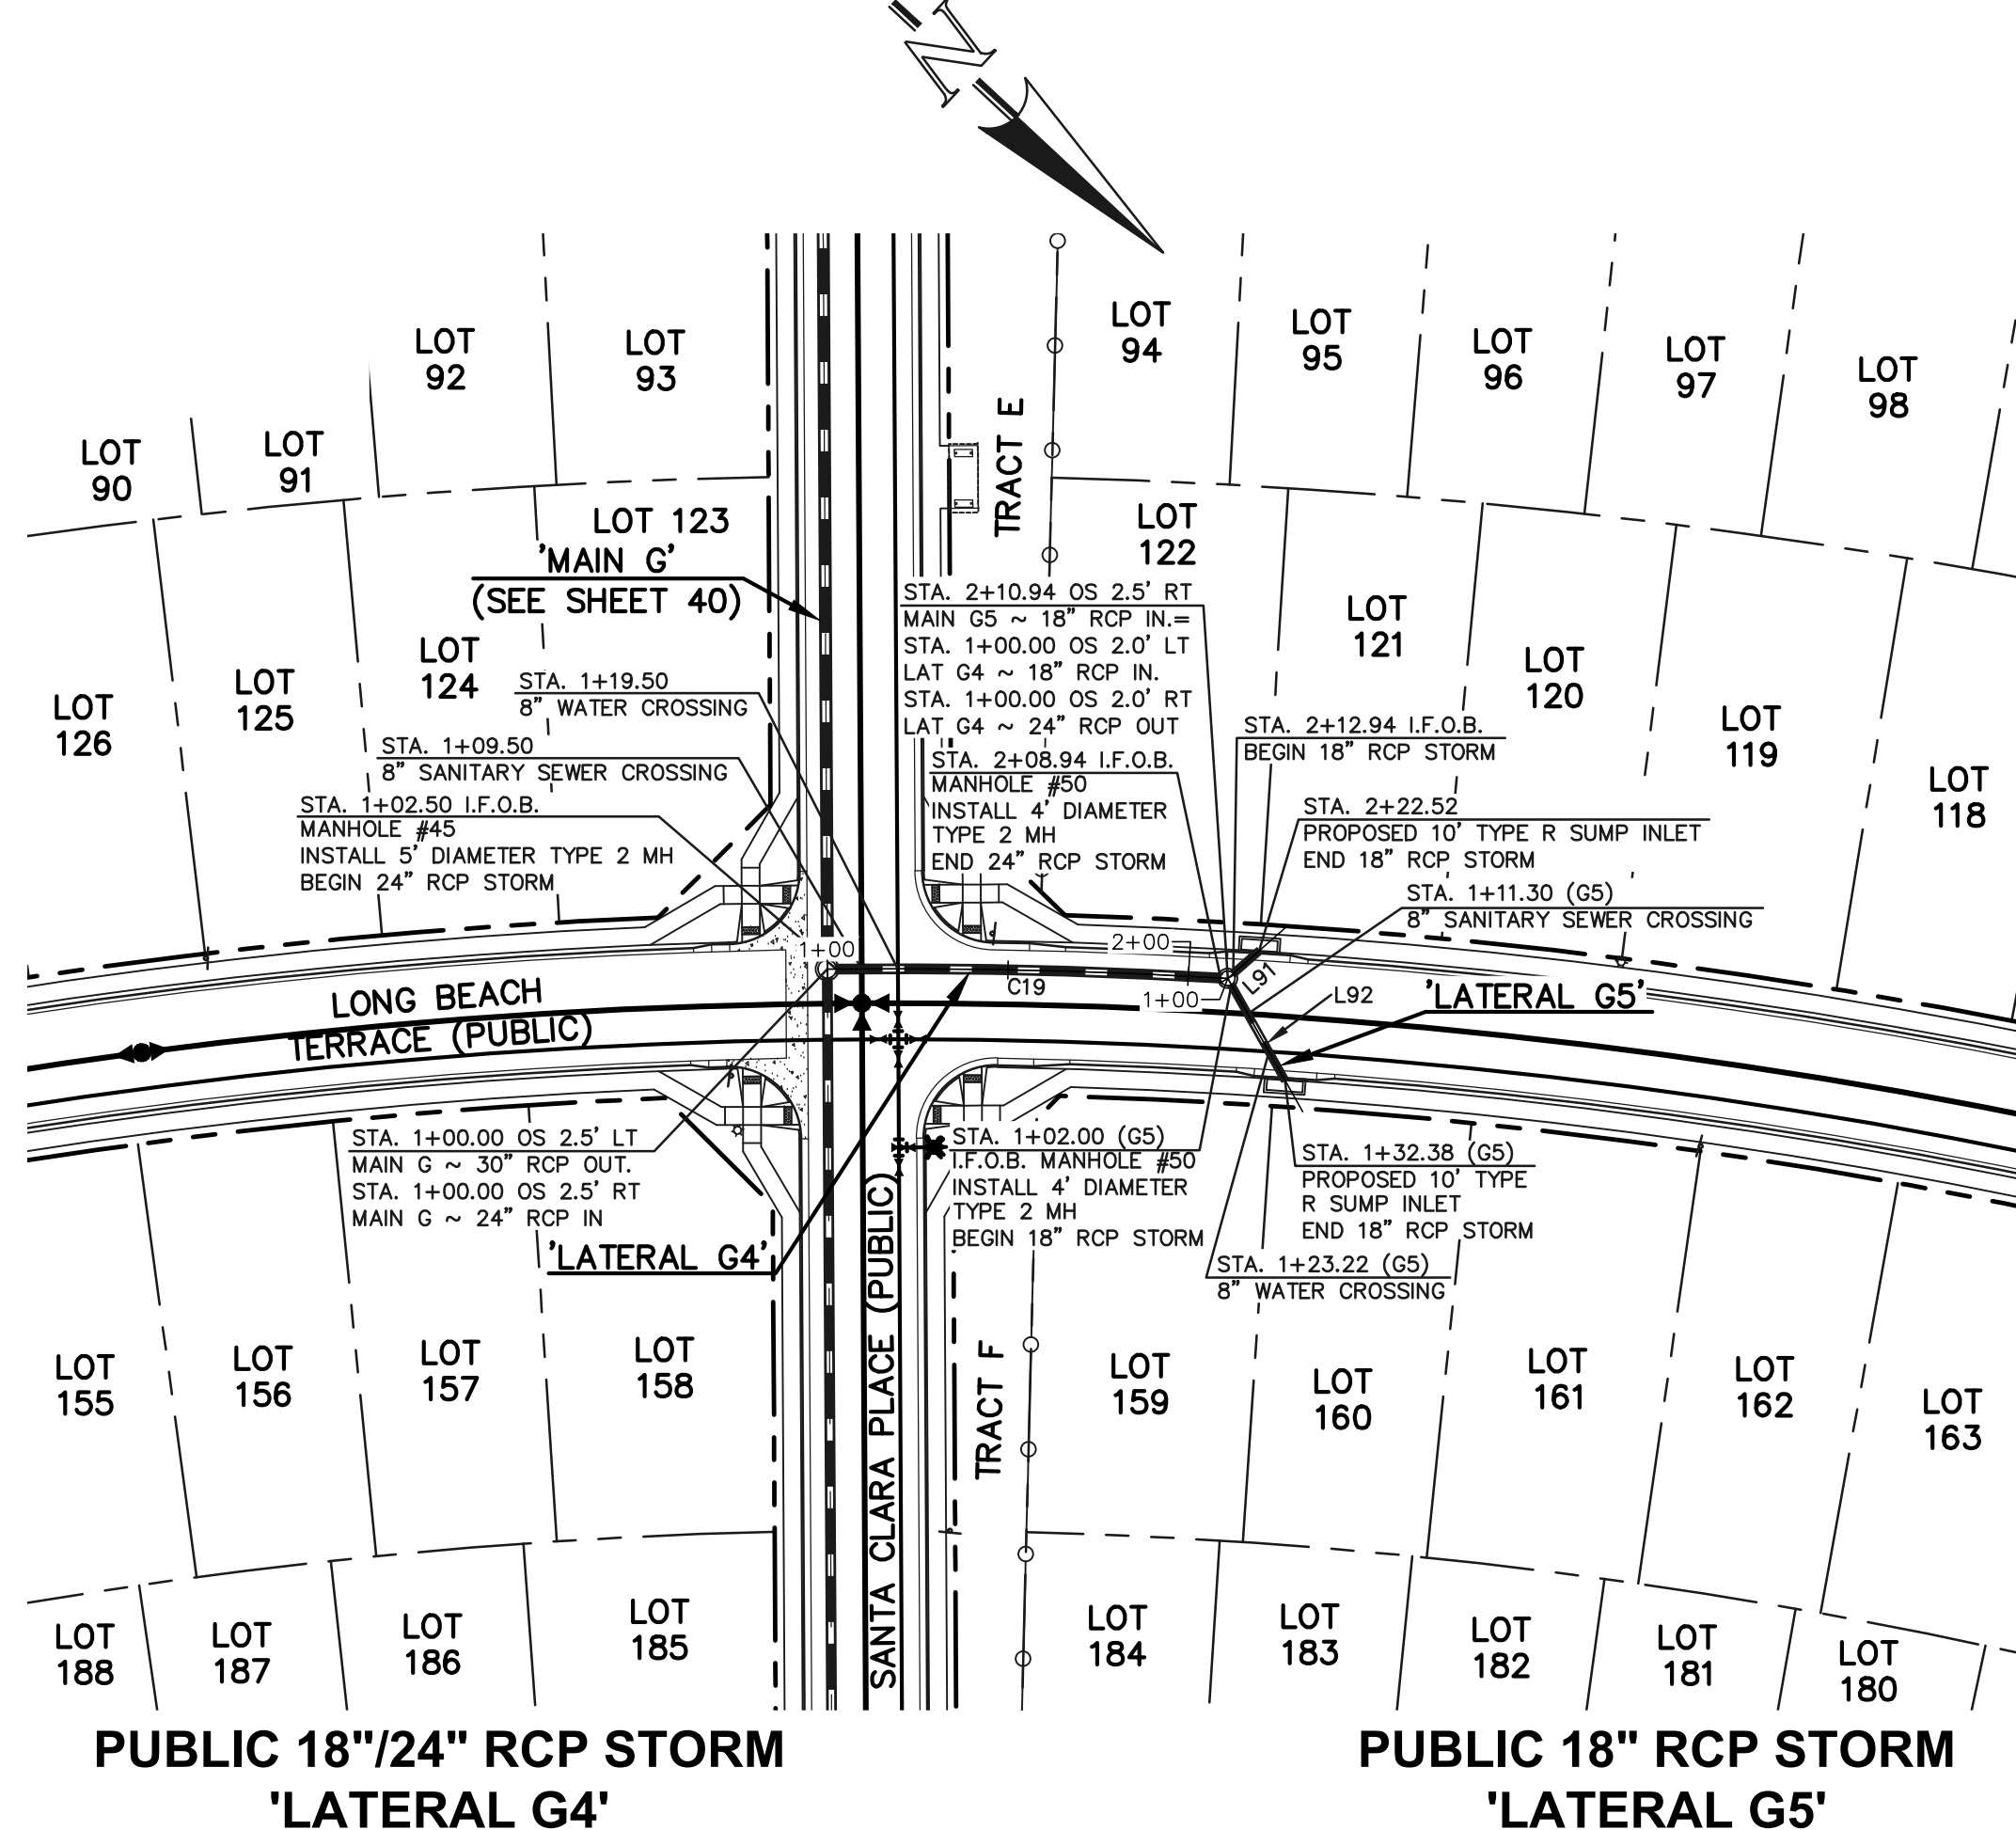 N
LOT
92
LOT
93
LOT
94
LOT
95
LOT
96
LOT
97
LOT
98
LOT
90
LOT
91
TRACT E
LOT 123
'MAIN G'
(SEE SHEET 40)
LOT
122
LOT
121
LOT
120
LOT
119
LOT
118
LOT
124
LOT
125
LOT
126
STA. 2+10.94 OS 2.5' RT
MAIN G5 ~ 18" RCP IN.=
STA. 1+00.00 OS 2.0' LT
LAT G4 ~ 18" RCP IN.
STA. 1+00.00 OS 2.0' RT
LAT G4 ~ 24" RCP OUT
STA. 1+19.50
8" WATER CROSSING
STA. 1+09.50
8" SANITARY SEWER CROSSING
STA. 1+02.50 I.F.O.B.
MANHOLE #45
INSTALL 5' DIAMETER TYPE 2 MH
BEGIN 24" RCP STORM
STA. 2+08.94 I.F.O.B.
MANHOLE #50
INSTALL 4' DIAMETER
TYPE 2 MH
END 24" RCP STORM
STA. 2+12.94 I.F.O.B.
BEGIN 18" RCP STORM
STA. 2+22.52
PROPOSED 10' TYPE R SUMP INLET
END 18" RCP STORM
STA. 1+11.30 (G5)
8" SANITARY SEWER CROSSING
1+00
2+00
C19
1+00
L91
L92
'LATERAL G5'
LONG BEACH
TERRACE (PUBLIC)
STA. 1+00.00 OS 2.5' LT
MAIN G ~ 30" RCP OUT.
STA. 1+00.00 OS 2.5' RT
MAIN G ~ 24" RCP IN
'LATERAL G4'
STA. 1+02.00 (G5)
I.F.O.B. MANHOLE #50
INSTALL 4' DIAMETER
TYPE 2 MH
BEGIN 18" RCP STORM
STA. 1+32.38 (G5)
PROPOSED 10' TYPE
R SUMP INLET
END 18" RCP STORM
STA. 1+23.22 (G5)
8" WATER CROSSING
SANTA CLARA PLACE (PUBLIC)
TRACT F
LOT
155
LOT
156
LOT
157
LOT
158
LOT
159
LOT
160
LOT
161
LOT
162
LOT
163
LOT
188
LOT
187
LOT
186
LOT
185
LOT
184
LOT
183
LOT
182
LOT
181
LOT
180
PUBLIC 18"/24" RCP STORM
'LATERAL G4'
PUBLIC 18" RCP STORM
'LATERAL G5'